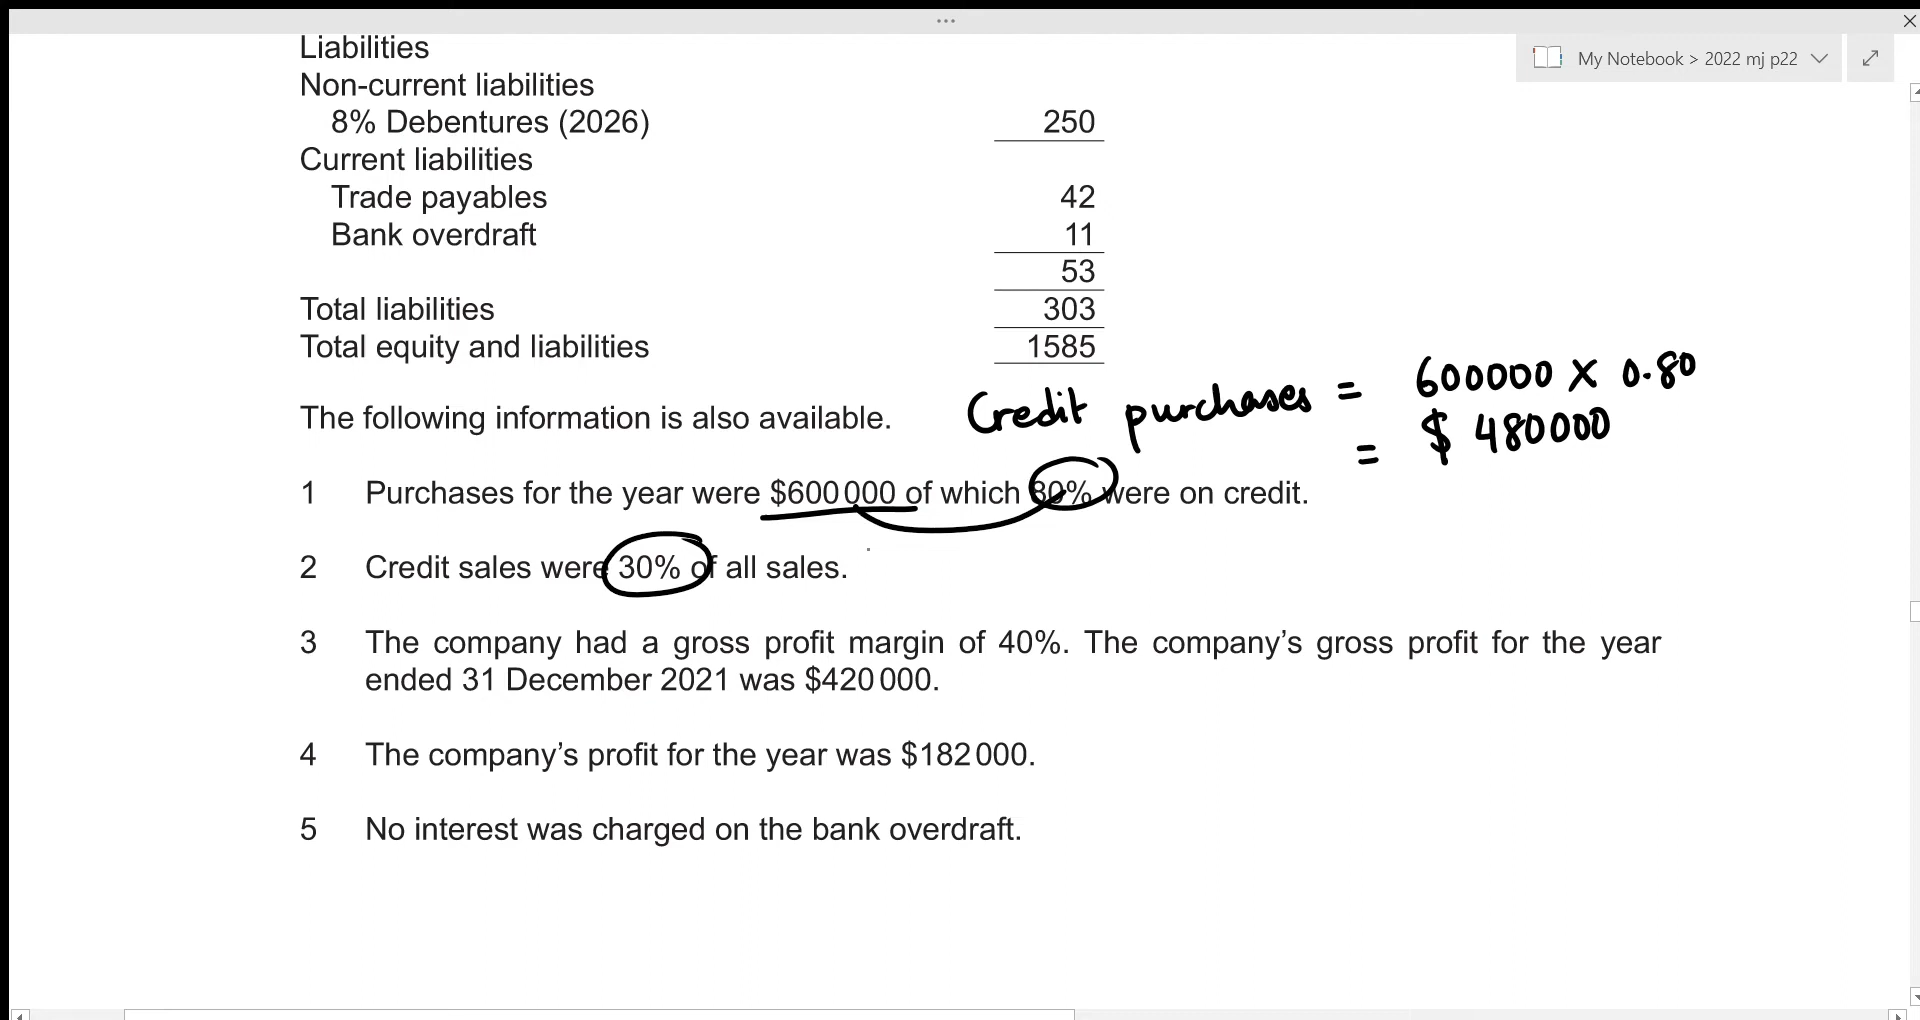 My Notebook > 2022 mj p22
Liabilities
Non-current liabilities
8% Debentures (2026) 250
Current liabilities
Trade payables 42
Bank overdraft 11
53
Total liabilities 303
Total equity and liabilities 1585
Credit purchases = 600000 x 0.80
= $ 480000
The following information is also available.
1 Purchases for the year were $600 000 of which 80% were on credit.
2 Credit sales were 30% of all sales.
3 The company had a gross profit margin of 40%. The company’s gross profit for the year
ended 31 December 2021 was $420 000.
4 The company’s profit for the year was $182 000.
5 No interest was charged on the bank overdraft.